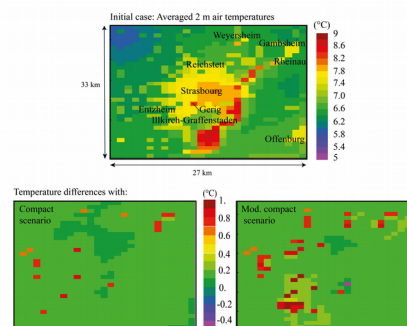 Initial case: Averaged 2 m air temperatures
(°C)
Weyersheim
Gambsheim
Rheinau
Reichstett
Strasbourg
Entzheim
Gerig
Illkirch-Graffenstaden
Offenburg
33 km
27 km
9
8.6
8.2
7.8
7.4
7
6.6
6.2
5.8
5.4
5
Temperature differences with:
(°C)
Compact
scenario
1.
0.8
0.6
0.4
0.2
0.
-0.2
-0.4
Mod. compact
scenario